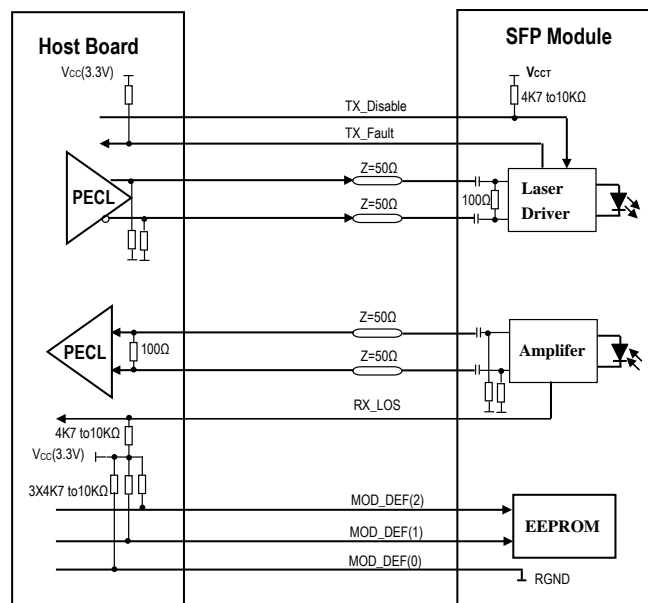 Host Board
SFP Module
VCC(3.3V)
VCCT
4K7 to10KΩ
TX_Disable
TX_Fault
Z=50Ω
PECL
Laser
Driver
100Ω
Z=50Ω
Z=50Ω
PECL
100Ω
Amplifer
Z=50Ω
RX_LOS
4K7 to10KΩ
VCC(3.3V)
3X4K7 to10KΩ
MOD_DEF(2)
EEPROM
MOD_DEF(1)
MOD_DEF(0)
RGND